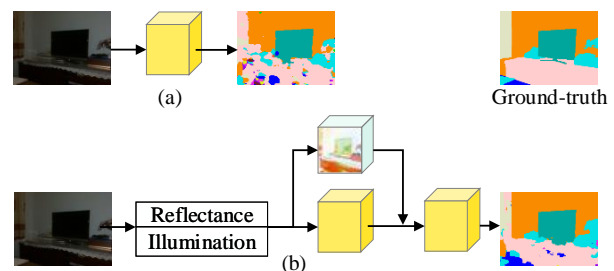 (a)
Ground-truth
Reflectance
Illumination
(b)